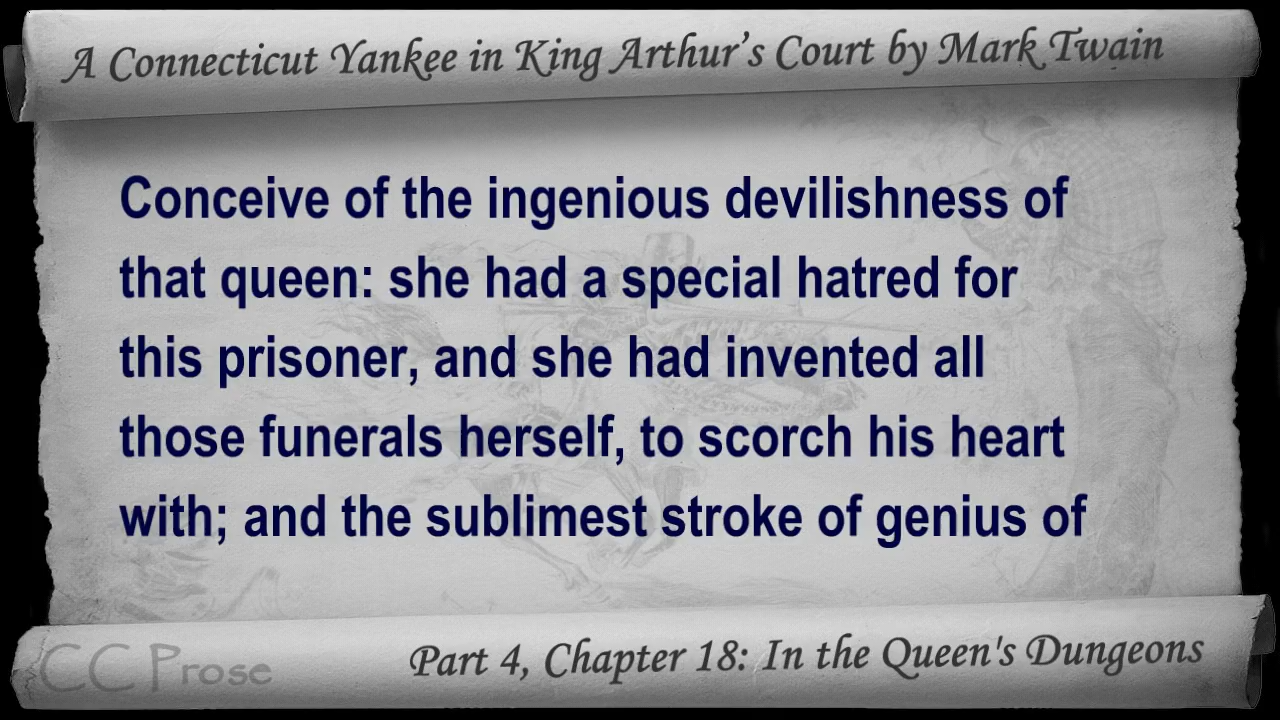 A Connecticut Yankee in King Arthur's Court by Mark Twain
Conceive of the ingenious devilishness of
that queen: she had a special hatred for
this prisoner, and she had invented all
those funerals herself, to scorch his heart
with; and the sublimest stroke of genius of
CC Prose
Part 4, Chapter 18: In the Queen's Dungeons